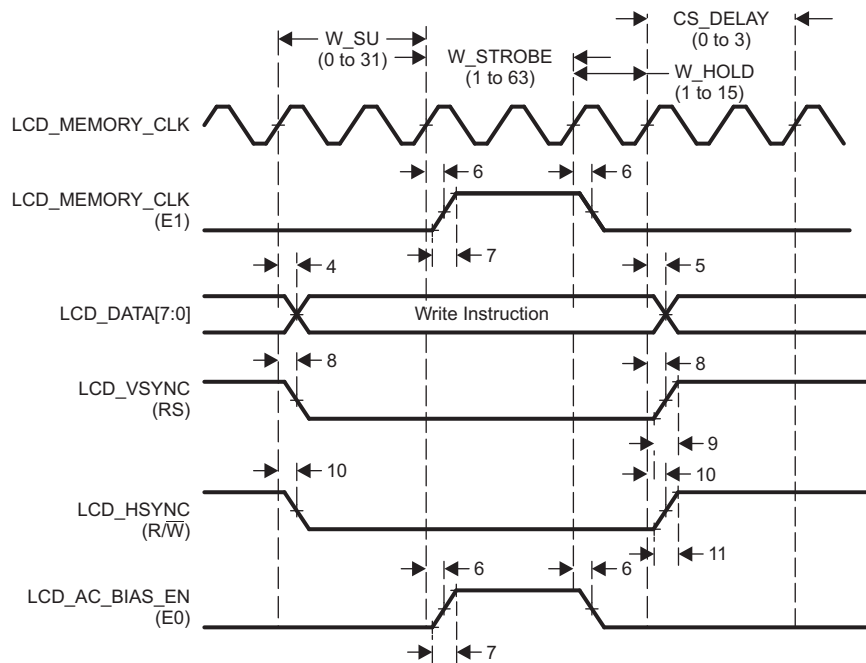 CS_DELAY
(0 to 3)
W_SU
(0 to 31)
W_STROBE
(1 to 63)
W_HOLD
(1 to 15)
LCD_MEMORY_CLK
LCD_MEMORY_CLK
(E1)
6
6
7
LCD_DATA[7:0]
4
5
Write Instruction
LCD_VSYNC
(RS)
8
8
9
LCD_HSYNC
(R/W̅)
10
10
11
LCD_AC_BIAS_EN
(E0)
6
6
7